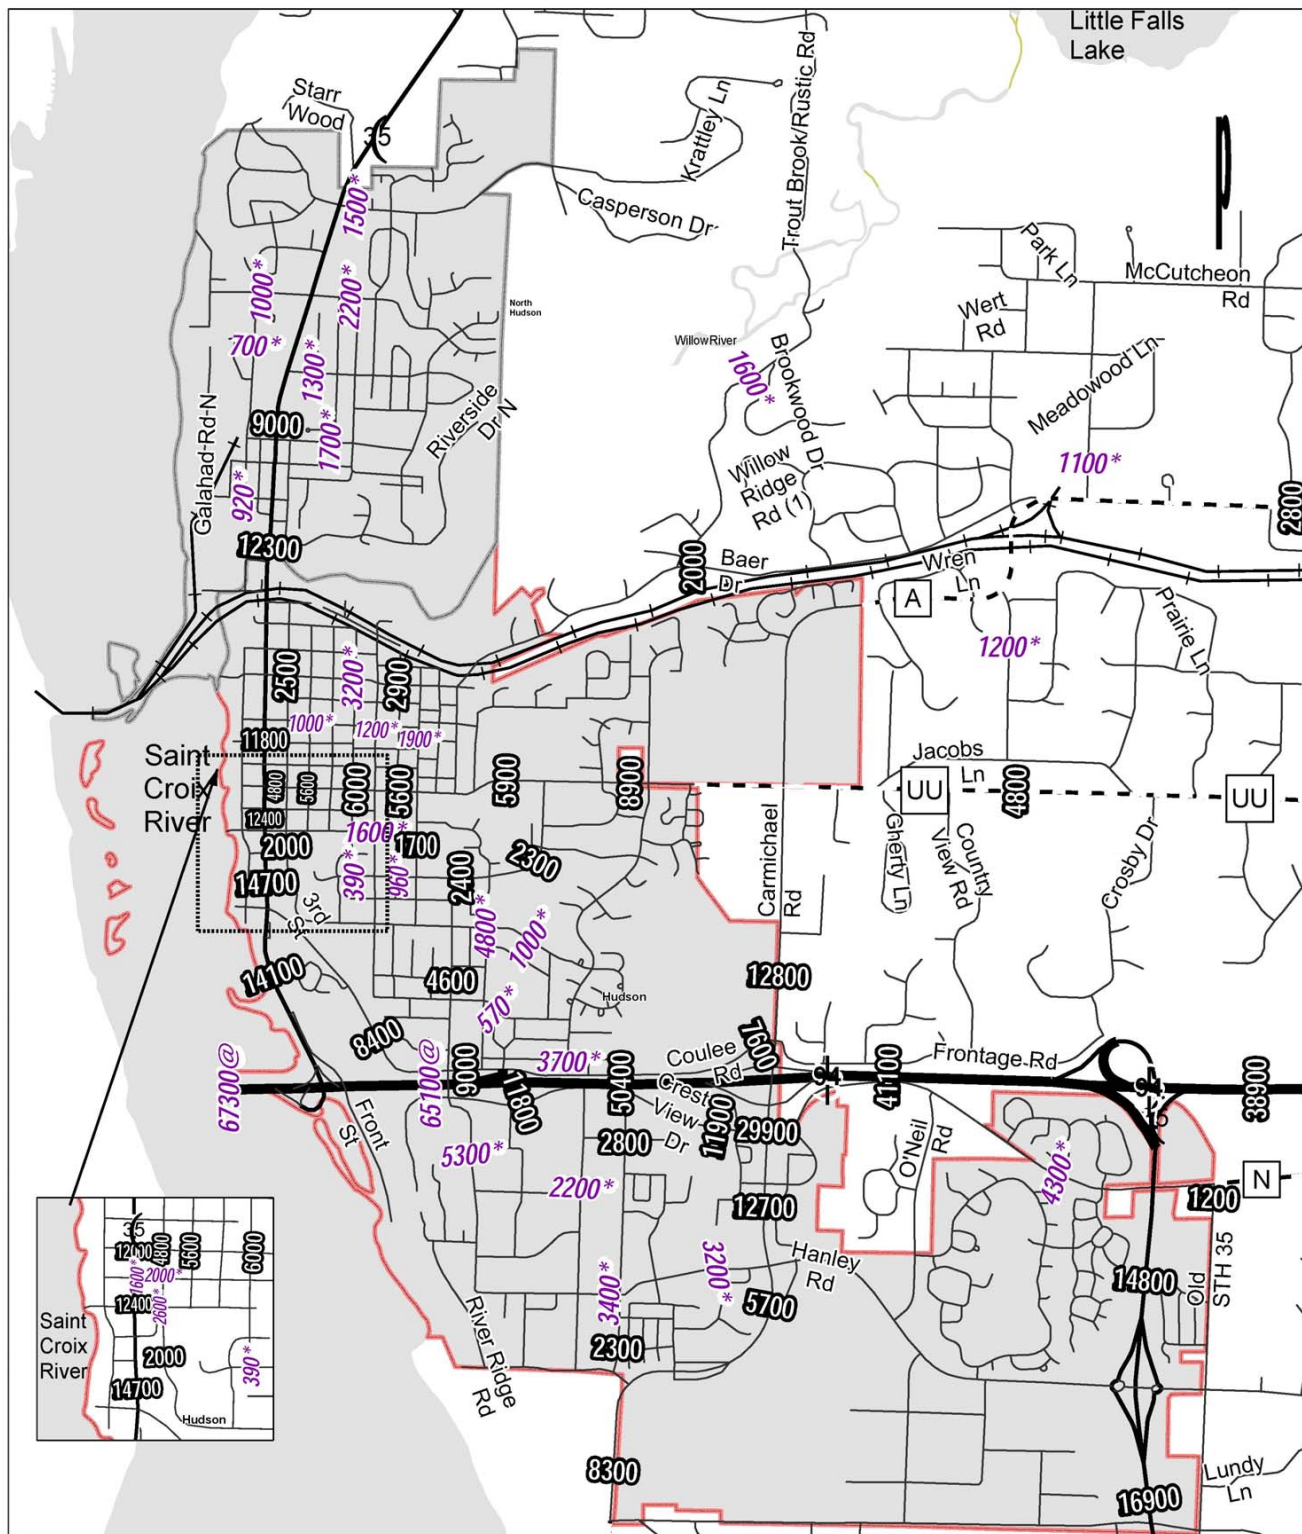 Little Falls
Lake
Starr
Wood
35
Krattley Ln
Trout Brook/Rustic Rd
p
1500*
Casperson Dr
Park Ln
McCutcheon
Rd
1000*
2200*
North
Hudson
Wert
Rd
700*
1300*
Willow River
1600*
Brookwood Dr
Meadowood Ln
Galahad-Rd-N
9000
1700*
Riverside
Dr N
Willow
Ridge
Rd (1)
1100*
920*
2800
12300
2000
Baer
Dr
Wren
Ln
A
Prairie Ln
1200*
2500
3200*
2900
1000*
1200*
1900*
11800
Saint
Croix
River
4800
5600
6000
5600
5900
8900
Jacobs
Ln
UU
4800
UU
12400
2000
1600*
1700
2300
Carmichael
Rd
Gherty Ln
Country
View Rd
Crosby Dr
14700
390*
960*
2400
3rd
St
4800*
1000*
14100
4600
12800
570*
Hudson
8400
67300@
65100@
9000
3700*
Coulee
Rd
7600
Frontage-Rd
94
41100
94
38900
11800
50400
Crest
View
Dr
11900
29900
Front
St
5300*
2800
O'Neil
Rd
4300*
2200*
12700
1200
N
3200*
Hanley
Rd
14800
Old
STH 35
3400*
5700
2300
River Ridge
Rd
8300
Lundy
Ln
16900
35
12000
4800
5600
6000
1600*
2000*
12400
2600*
Saint
Croix
River
2000
390*
14700
Hudson